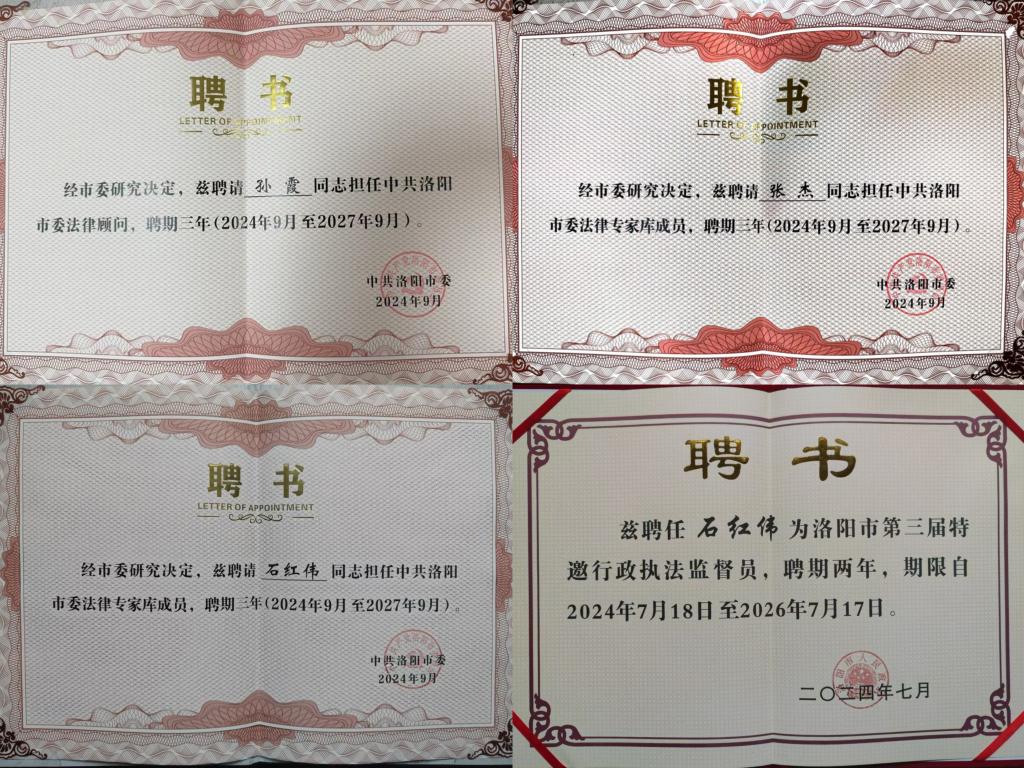 聘书
LETTER OF APPOINTMENT
经市委研究决定，兹聘请 孙霞 同志担任中共洛阳
市委法律顾问，聘期三年(2024年9月至2027年9月)。
中共洛阳市委
2024年9月
聘书
LETTER OF APPOINTMENT
经市委研究决定，兹聘请 张杰 同志担任中共洛阳
市委法律专家库成员，聘期三年(2024年9月至2027年9月)。
中共洛阳市委
2024年9月
聘书
LETTER OF APPOINTMENT
经市委研究决定，兹聘请 石红伟 同志担任中共洛阳
市委法律专家库成员，聘期三年(2024年9月至2027年9月)。
中共洛阳市委
2024年9月
聘书
兹聘任 石红伟 为洛阳市第三届特
邀行政执法监督员，聘期两年，期限自
2024年7月18日至2026年7月17日。
二〇二四年七月